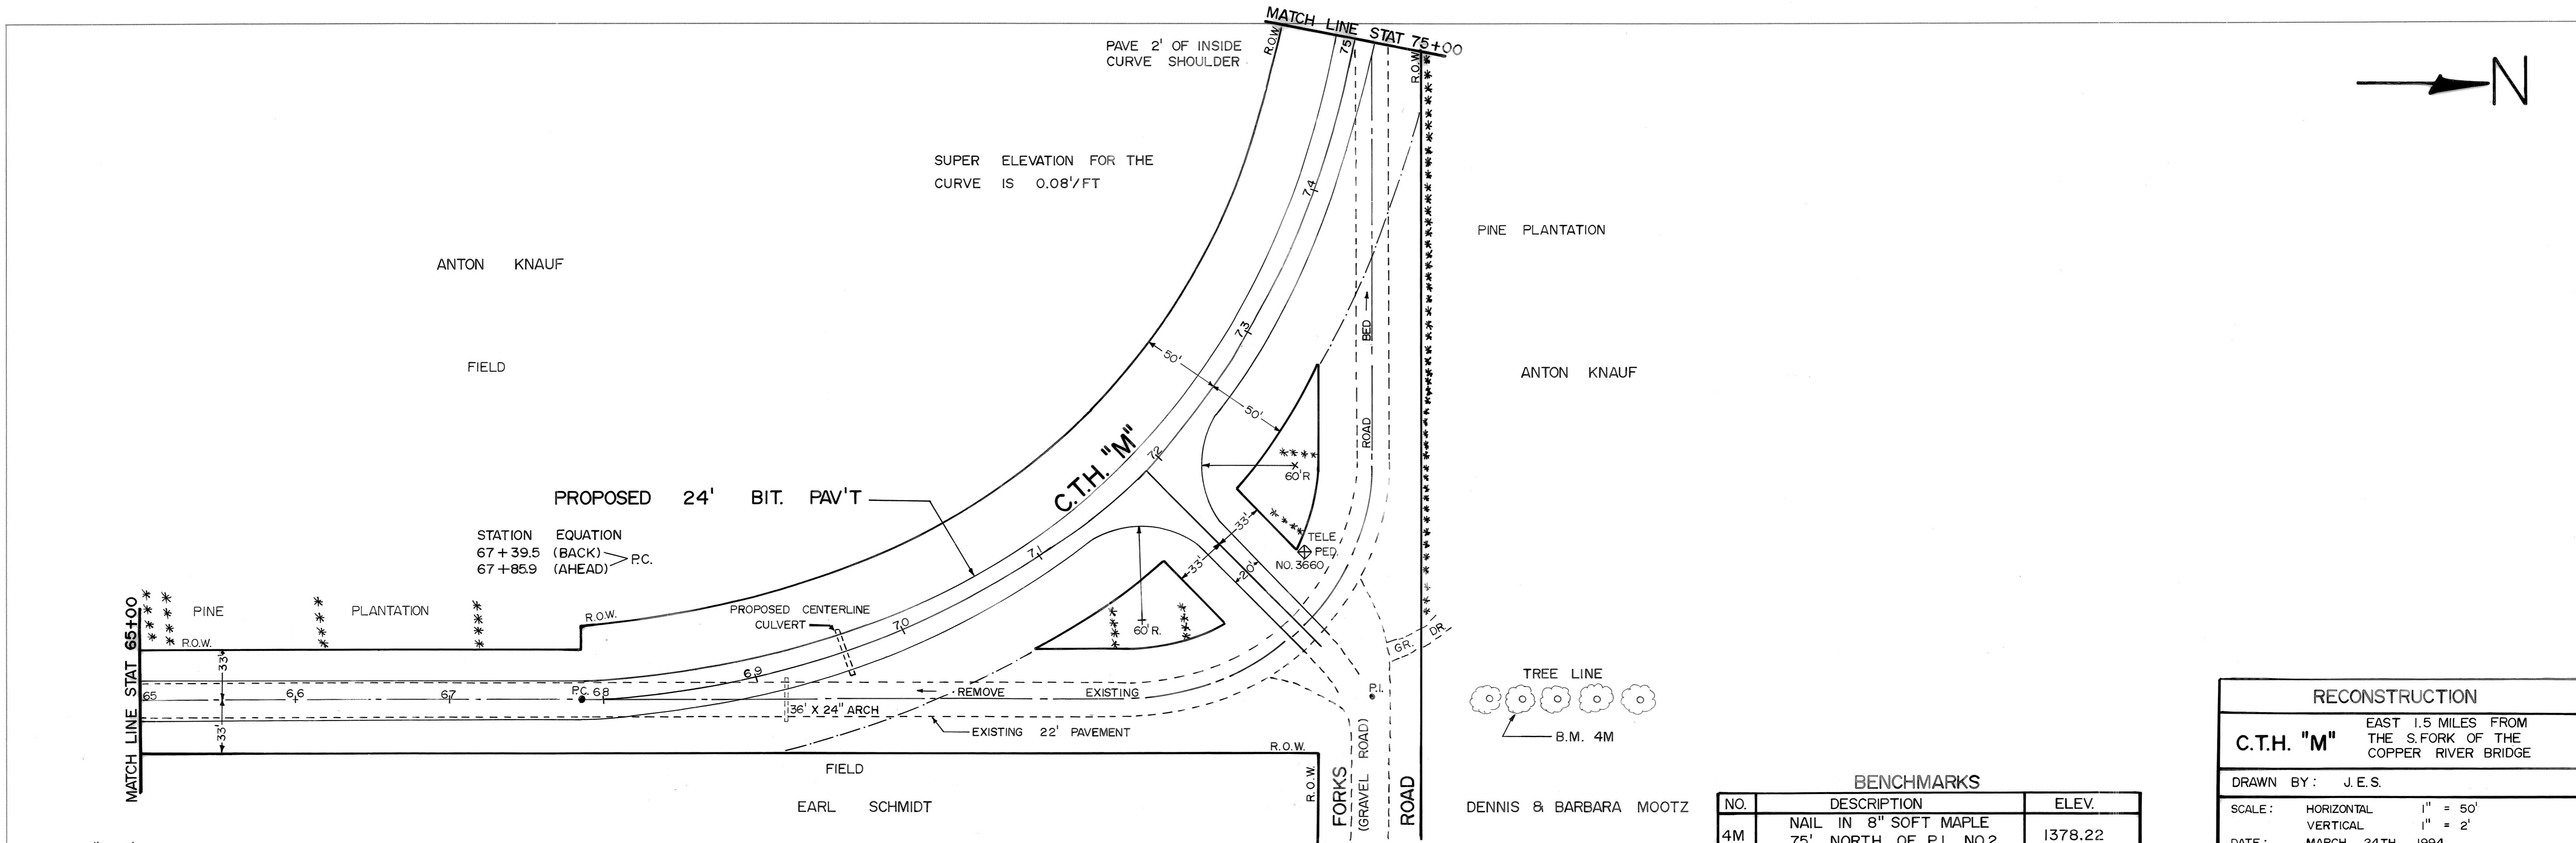 MATCH LINE STAT 75+00
R.O.W.
75
R.O.W.
PAVE 2' OF INSIDE
CURVE SHOULDER
N
SUPER ELEVATION FOR THE
CURVE IS 0.08'/FT
74
PINE PLANTATION
ANTON KNAUF
73
BED
50'
FIELD
ANTON KNAUF
50'
ROAD
C.T.H. "M"
72
60'R
PROPOSED 24' BIT. PAV'T
STATION EQUATION
67+39.5 (BACK)
67+85.9 (AHEAD)
P.C.
71
33'
TELE
PED.
NO. 3660
33'
20'
MATCH LINE STAT 65+00
PINE PLANTATION
R.O.W.
R.O.W.
PROPOSED CENTERLINE
CULVERT
70
60'R.
GR. DR.
33'
69
65
66
67
P.C. 68
REMOVE EXISTING
36" X 24" ARCH
P.I.
TREE LINE
33'
EXISTING 22' PAVEMENT
B.M. 4M
R.O.W.
FIELD
R.O.W.
EARL SCHMIDT
FORKS
(GRAVEL ROAD)
ROAD
DENNIS & BARBARA MOOTZ
BENCHMARKS
NO. DESCRIPTION ELEV.
4M NAIL IN 8" SOFT MAPLE 1378.22
75' NORTH OF P.I. NO.2
RECONSTRUCTION
C.T.H. "M"
EAST 1.5 MILES FROM
THE S. FORK OF THE
COPPER RIVER BRIDGE
DRAWN BY: J.E.S.
SCALE: HORIZONTAL 1" = 50'
VERTICAL 1" = 2'
DATE: MARCH 24TH 1994